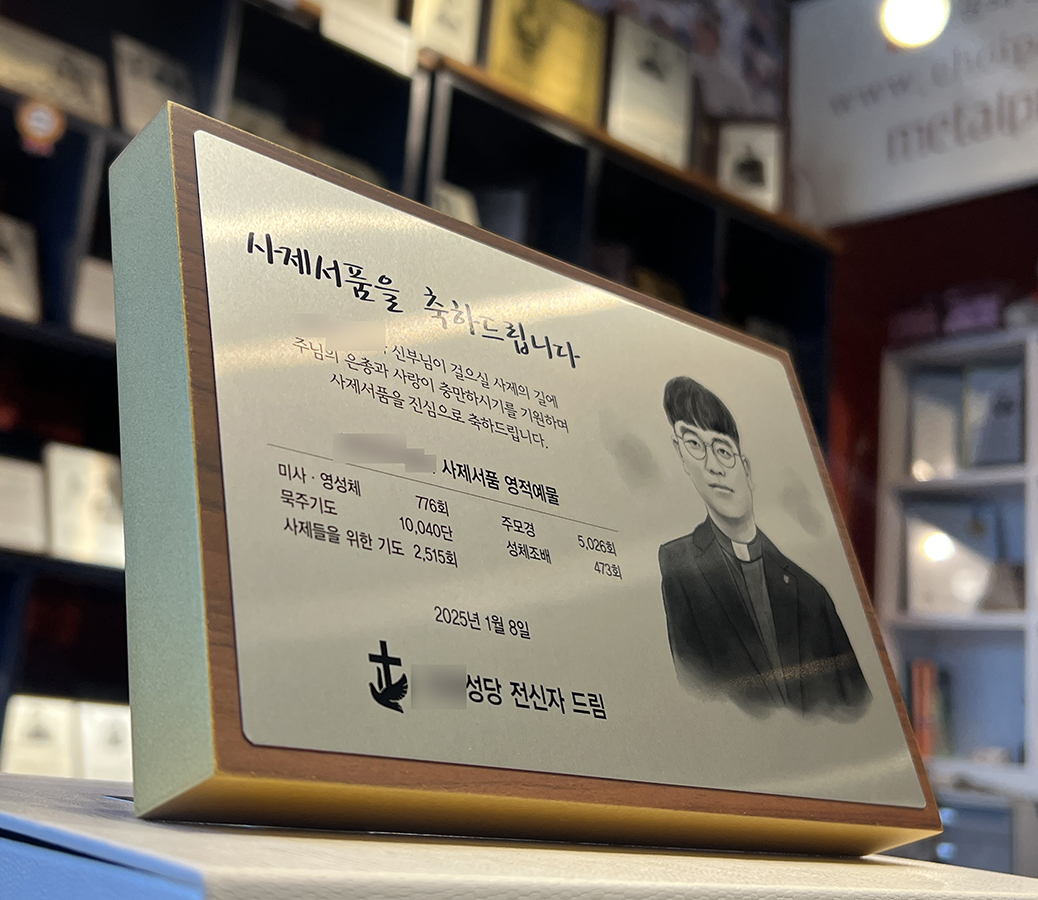 사제서품을 축하드립니다
신부님이 걸으실 사제의 길에
주님의 은총과 사랑이 충만하시기를 기원하며
사제서품을 진심으로 축하드립니다.
사제서품 영적예물
미사 · 영성체 776회
묵주기도 10,040단
사제들을 위한 기도 2,515회
주모경 5,026회
성체조배 473회
2025년 1월 8일
성당 전신자 드림
www.
metalp